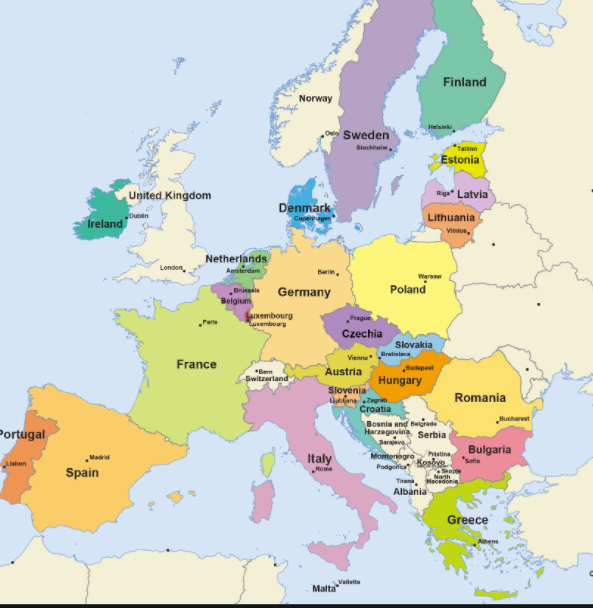 Finland
Norway
Helsinki
Oslo
Sweden
Stockholm
Tallinn
Estonia
Riga
Latvia
United Kingdom
Denmark
Copenhagen
Lithuania
Vilnius
Dublin
Ireland
Netherlands
Amsterdam
London
Berlin
Warsaw
Germany
Poland
Brussels
Belgium
Luxembourg
Luxembourg
Paris
Prague
Czechia
Slovakia
Bratislava
Vienna
France
Bern
Switzerland
Austria
Budapest
Hungary
Slovenia
Ljubljana
Zagreb
Croatia
Romania
Bucharest
Bosnia and
Herzegovina
Belgrade
Sarajevo
Serbia
Portugal
Lisbon
Madrid
Spain
Italy
Rome
Montenegro
Podgorica
Pristina
Kosovo
Bulgaria
Sofia
Skopje
North
Macedonia
Tirana
Albania
Greece
Athens
Malta
Valletta